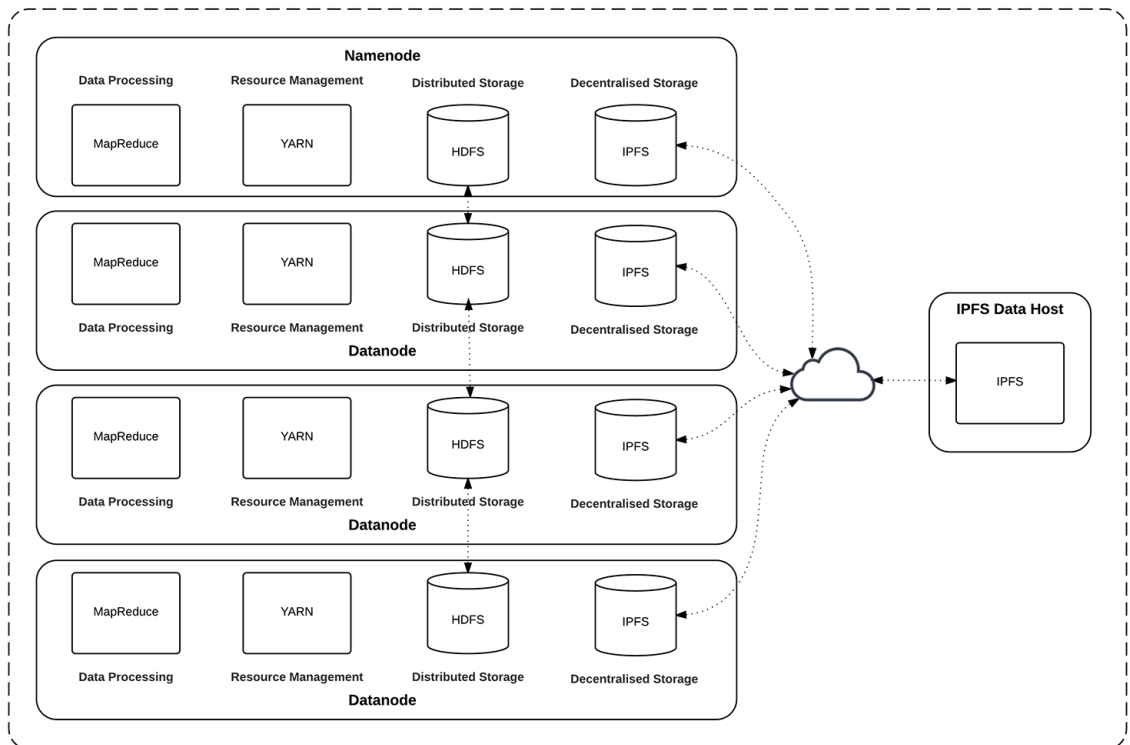 Namenode
Data Processing
Resource Management
Distributed Storage
Decentralised Storage
MapReduce
YARN
HDFS
IPFS
MapReduce
YARN
HDFS
IPFS
Data Processing
Resource Management
Distributed Storage
Decentralised Storage
Datanode
IPFS Data Host
IPFS
MapReduce
YARN
HDFS
IPFS
Data Processing
Resource Management
Distributed Storage
Decentralised Storage
Datanode
MapReduce
YARN
HDFS
IPFS
Data Processing
Resource Management
Distributed Storage
Decentralised Storage
Datanode